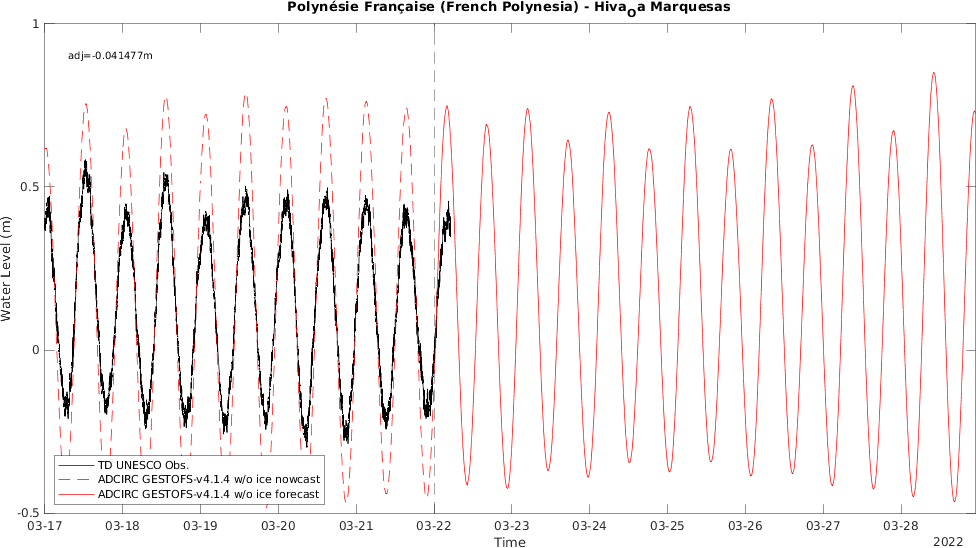 Polynésie Française (French Polynesia) - Hiva_Oa Marquesas
adj=-0.041477m
Water Level (m)
1
0.5
0
-0.5
TD UNESCO Obs.
ADCIRC GESTOFS-v4.1.4 w/o ice nowcast
ADCIRC GESTOFS-v4.1.4 w/o ice forecast
03-17 03-18 03-19 03-20 03-21 03-22 03-23 03-24 03-25 03-26 03-27 03-28
Time
2022